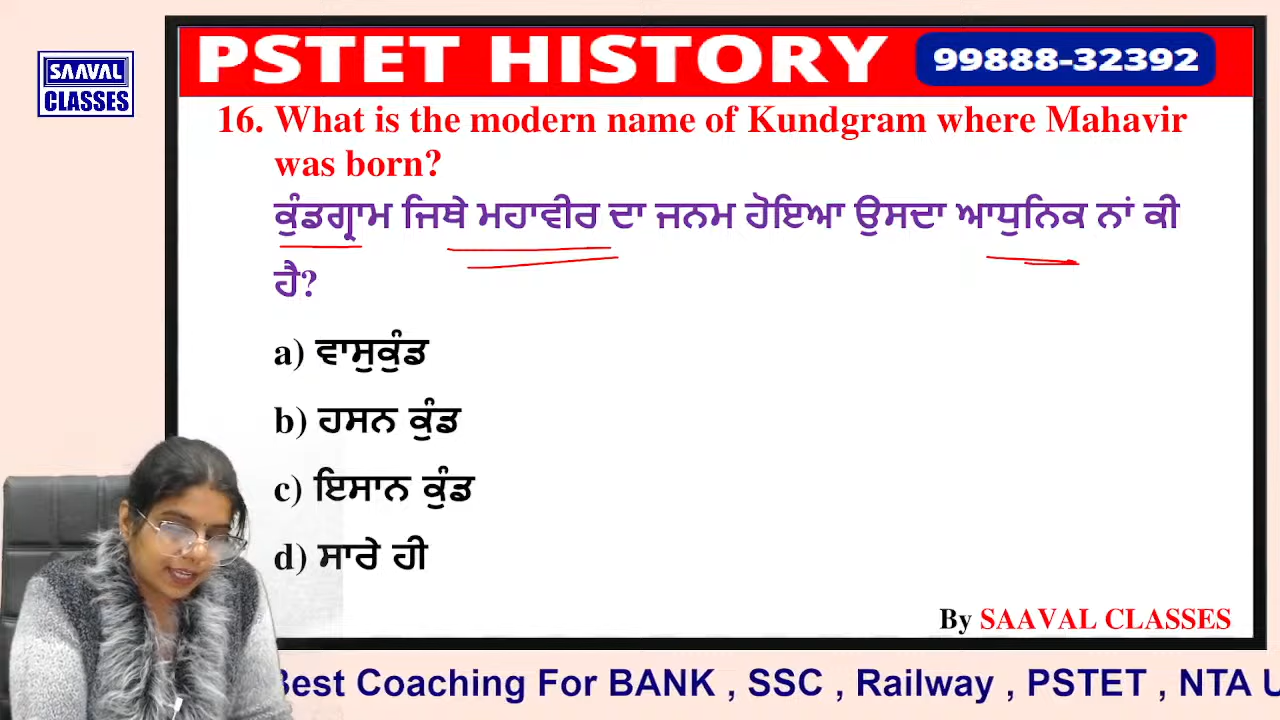 SAAVAL
CLASSES
PSTET HISTORY
99888-32392
16. What is the modern name of Kundgram where Mahavir
was born?
ਕੁੰਡਗ੍ਰਾਮ ਜਿਥੇ ਮਹਾਵੀਰ ਦਾ ਜਨਮ ਹੋਇਆ ਉਸਦਾ ਆਧੁਨਿਕ ਨਾਂ ਕੀ
ਹੈ?
a) ਵਾਸੁਕੁੰਡ
b) ਹਸਨ ਕੁੰਡ
c) ਇਸਾਨ ਕੁੰਡ
d) ਸਾਰੇ ਹੀ
By SAAVAL CLASSES
Best Coaching For BANK , SSC , Railway , PSTET , NTA U